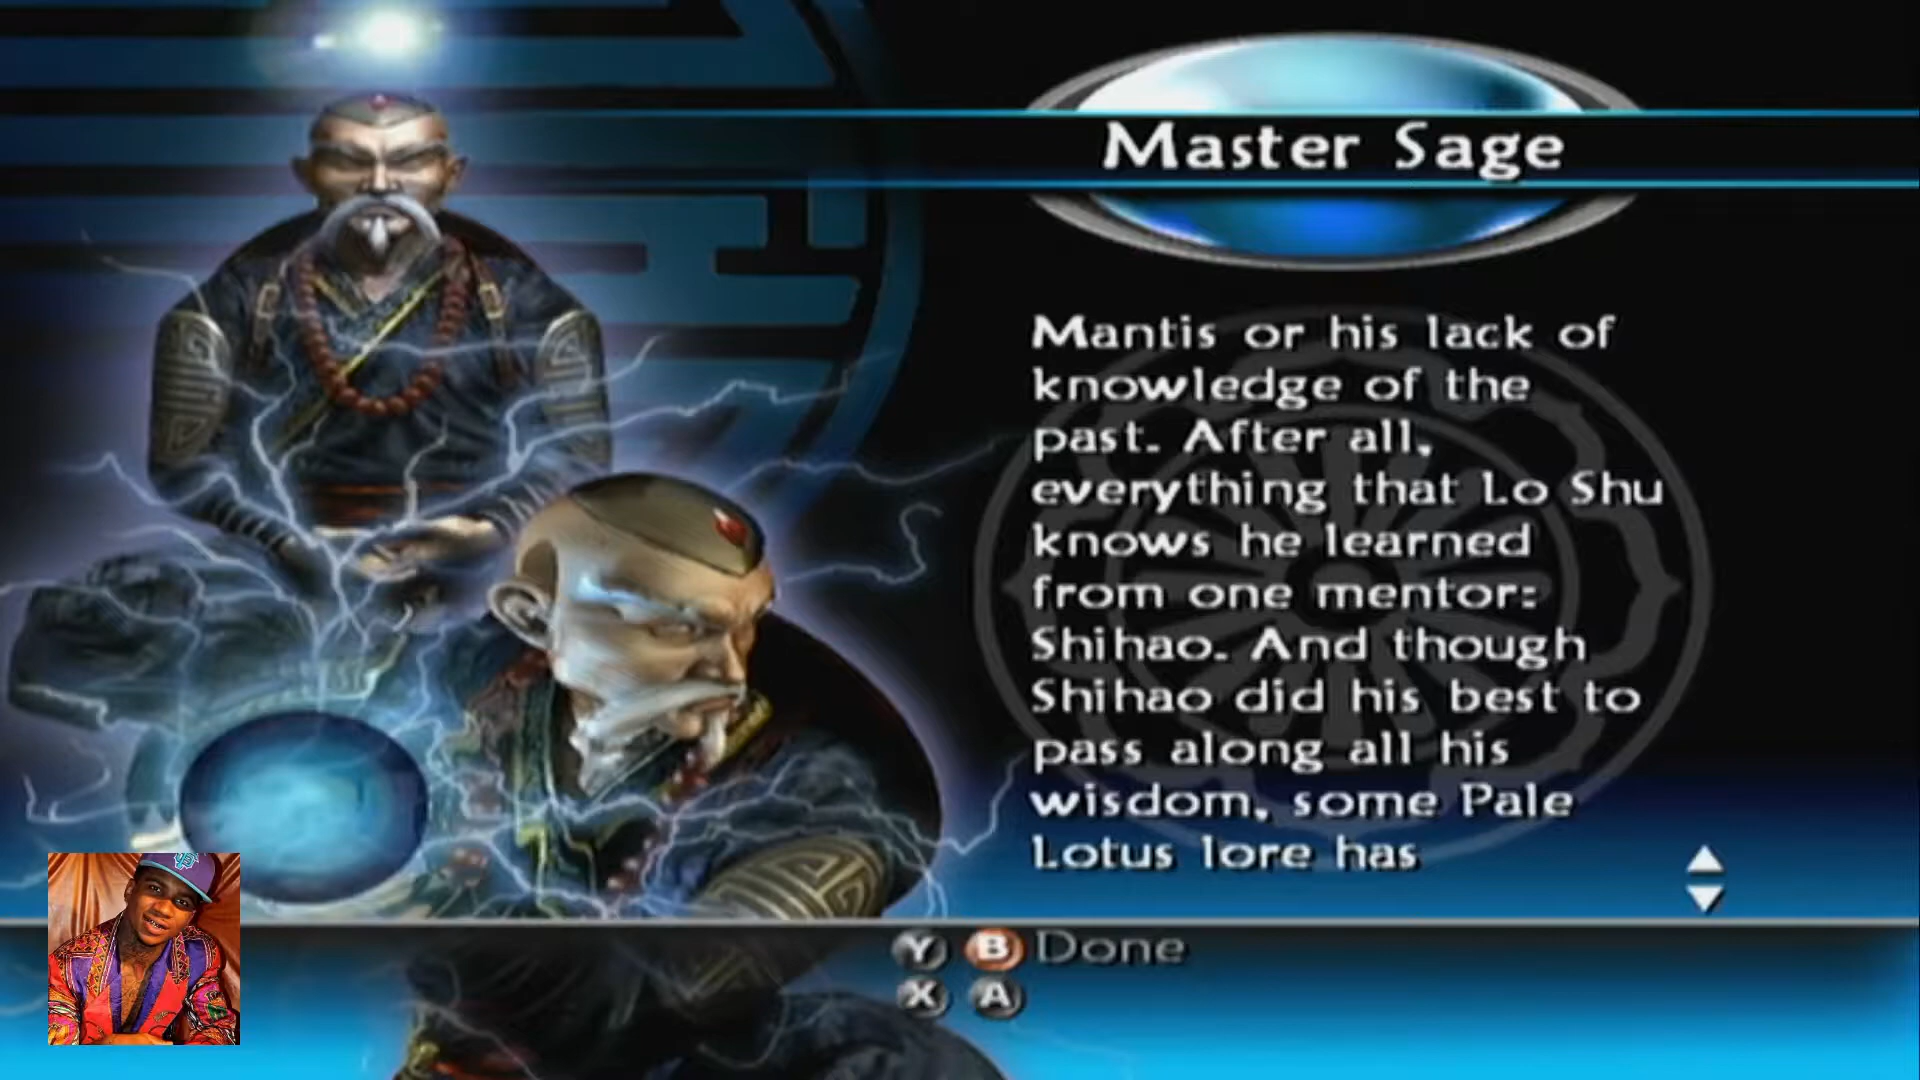 Master Sage
Mantis or his lack of
knowledge of the
past. After all,
everything that Lo Shu
knows he learned
from one mentor:
Shihao. And though
Shihao did his best to
pass along all his
wisdom, some Pale
Lotus lore has
Y B Done
X A